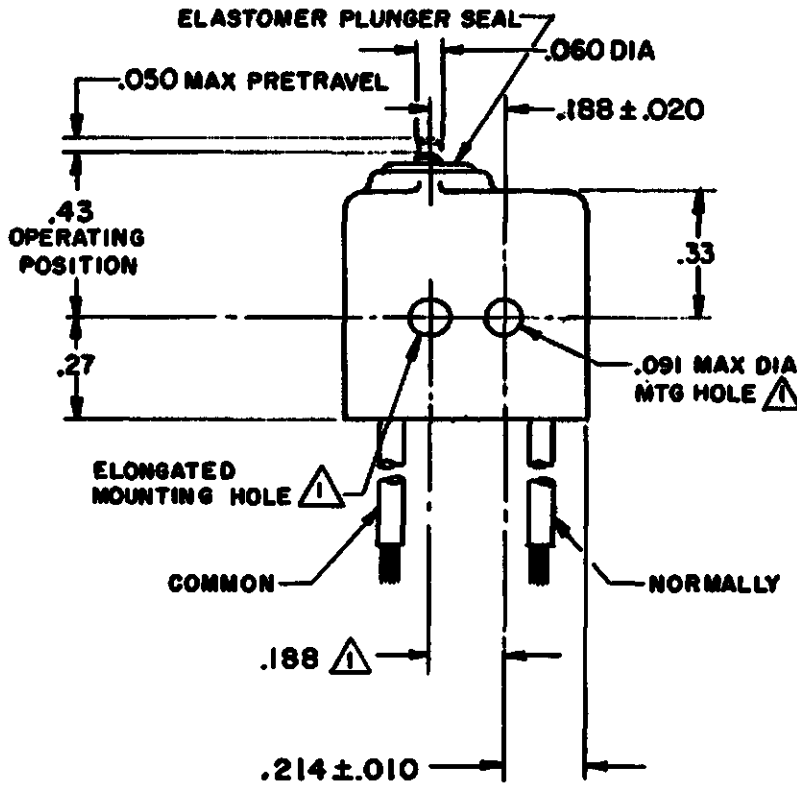 ELASTOMER PLUNGER SEAL
.060 DIA
.050 MAX PRETRAVEL
.188 ± .020
.43
OPERATING
POSITION
.33
.27
.091 MAX DIA
MTG HOLE 1
ELONGATED
MOUNTING HOLE 1
COMMON
NORMALLY
.188 1
.214 ± .010